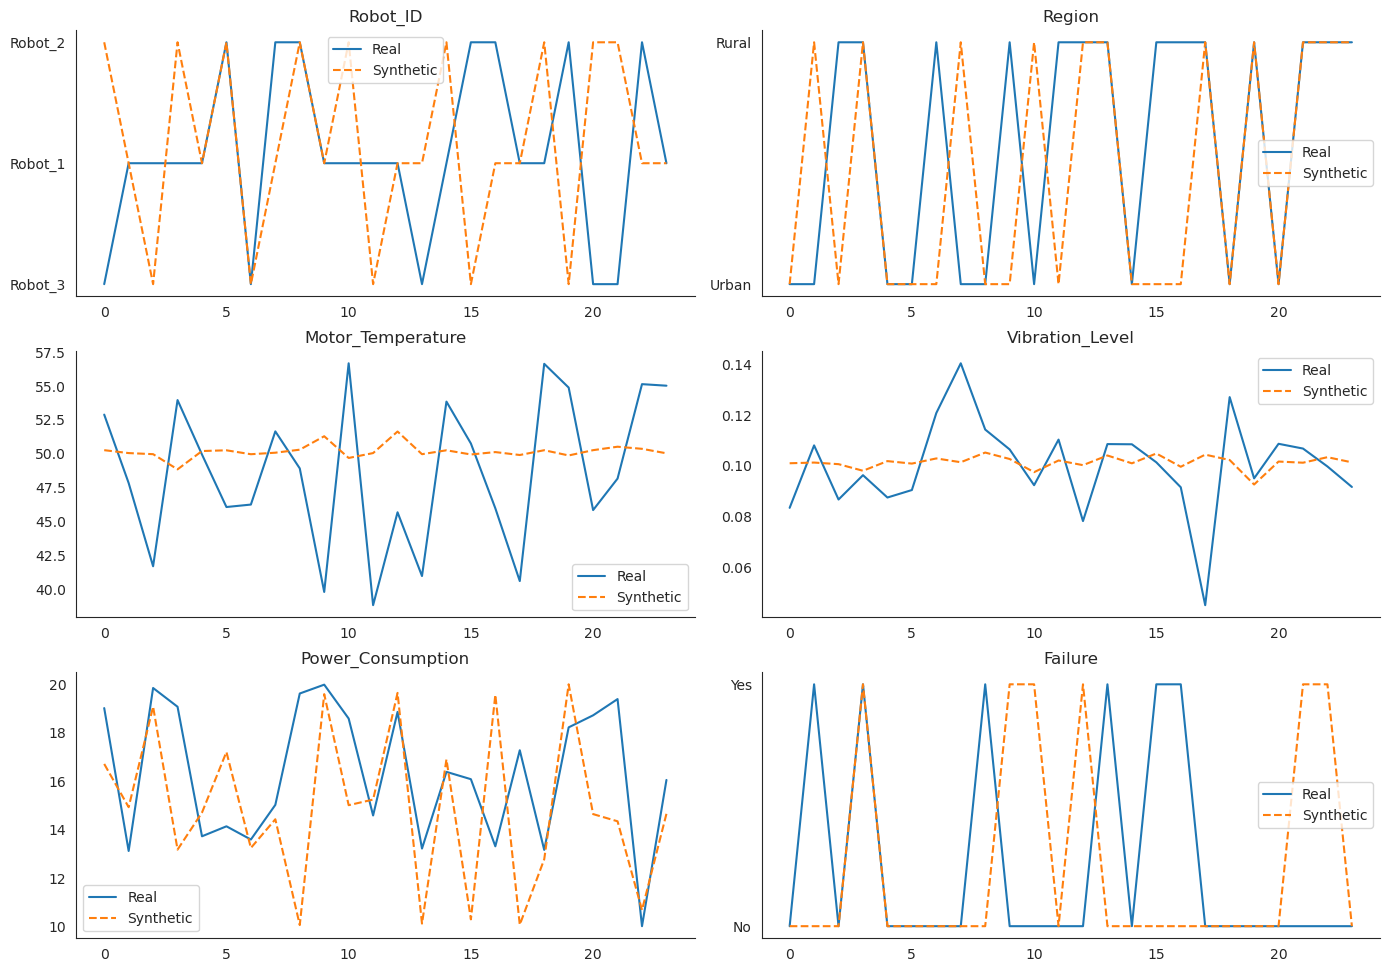 Robot_ID
Robot_2
Robot_1
Robot_3
Real
Synthetic
0 5 10 15 20
Region
Rural
Urban
Real
Synthetic
0 5 10 15 20
Motor_Temperature
57.5
55.0
52.5
50.0
47.5
45.0
42.5
40.0
Real
Synthetic
0 5 10 15 20
Vibration_Level
0.14
0.12
0.10
0.08
0.06
Real
Synthetic
0 5 10 15 20
Power_Consumption
20
18
16
14
12
10
Real
Synthetic
0 5 10 15 20
Failure
Yes
No
Real
Synthetic
0 5 10 15 20